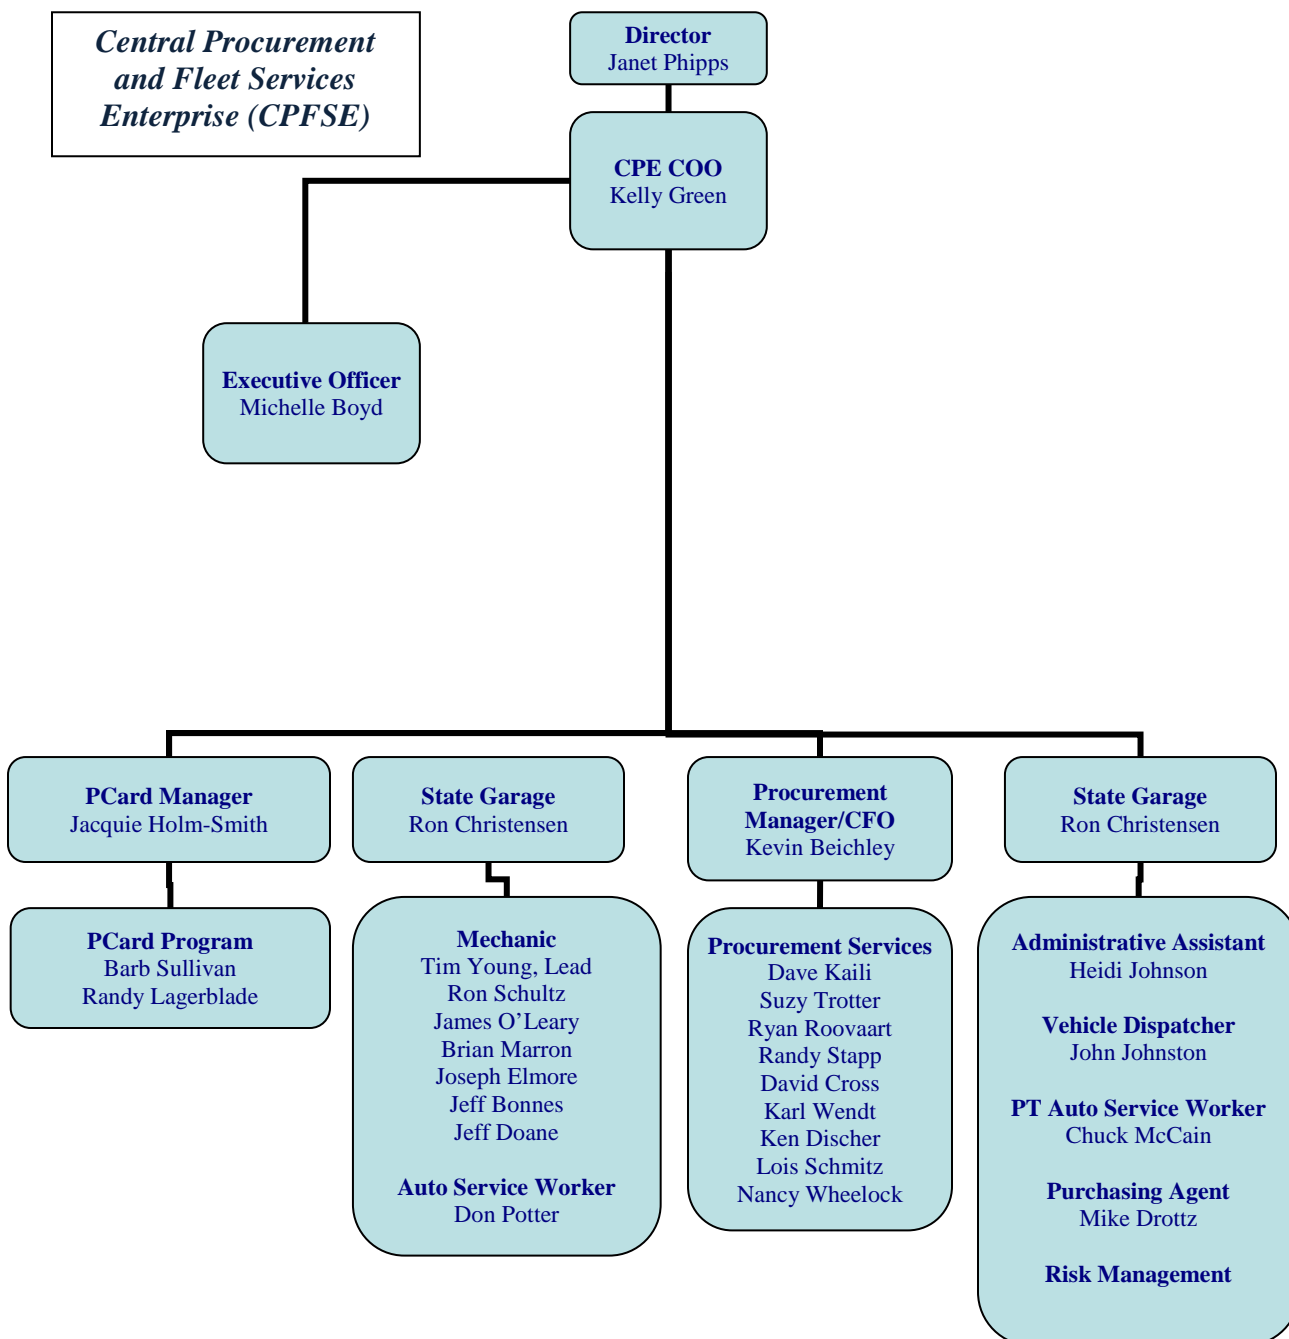 Central Procurement
and Fleet Services
Enterprise (CPFSE)
Director
Janet Phipps
CPE COO
Kelly Green
Executive Officer
Michelle Boyd
PCard Manager
Jacquie Holm-Smith
State Garage
Ron Christensen
Procurement
Manager/CFO
Kevin Beichley
State Garage
Ron Christensen
PCard Program
Barb Sullivan
Randy Lagerblade
Mechanic
Tim Young, Lead
Ron Schultz
James O’Leary
Brian Marron
Joseph Elmore
Jeff Bonnes
Jeff Doane
Auto Service Worker
Don Potter
Procurement Services
Dave Kaili
Suzy Trotter
Ryan Roovaart
Randy Stapp
David Cross
Karl Wendt
Ken Discher
Lois Schmitz
Nancy Wheelock
Administrative Assistant
Heidi Johnson
Vehicle Dispatcher
John Johnston
PT Auto Service Worker
Chuck McCain
Purchasing Agent
Mike Drottz
Risk Management